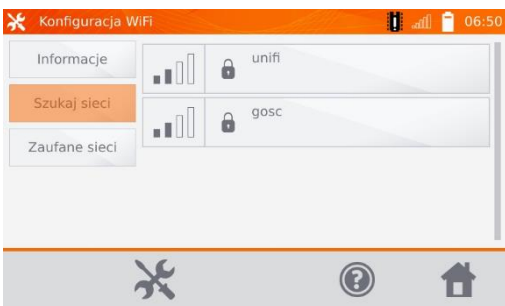 Konfiguracja WiFi
06:50
Informacje
Szukaj sieci
Zaufane sieci
unifi
gosc